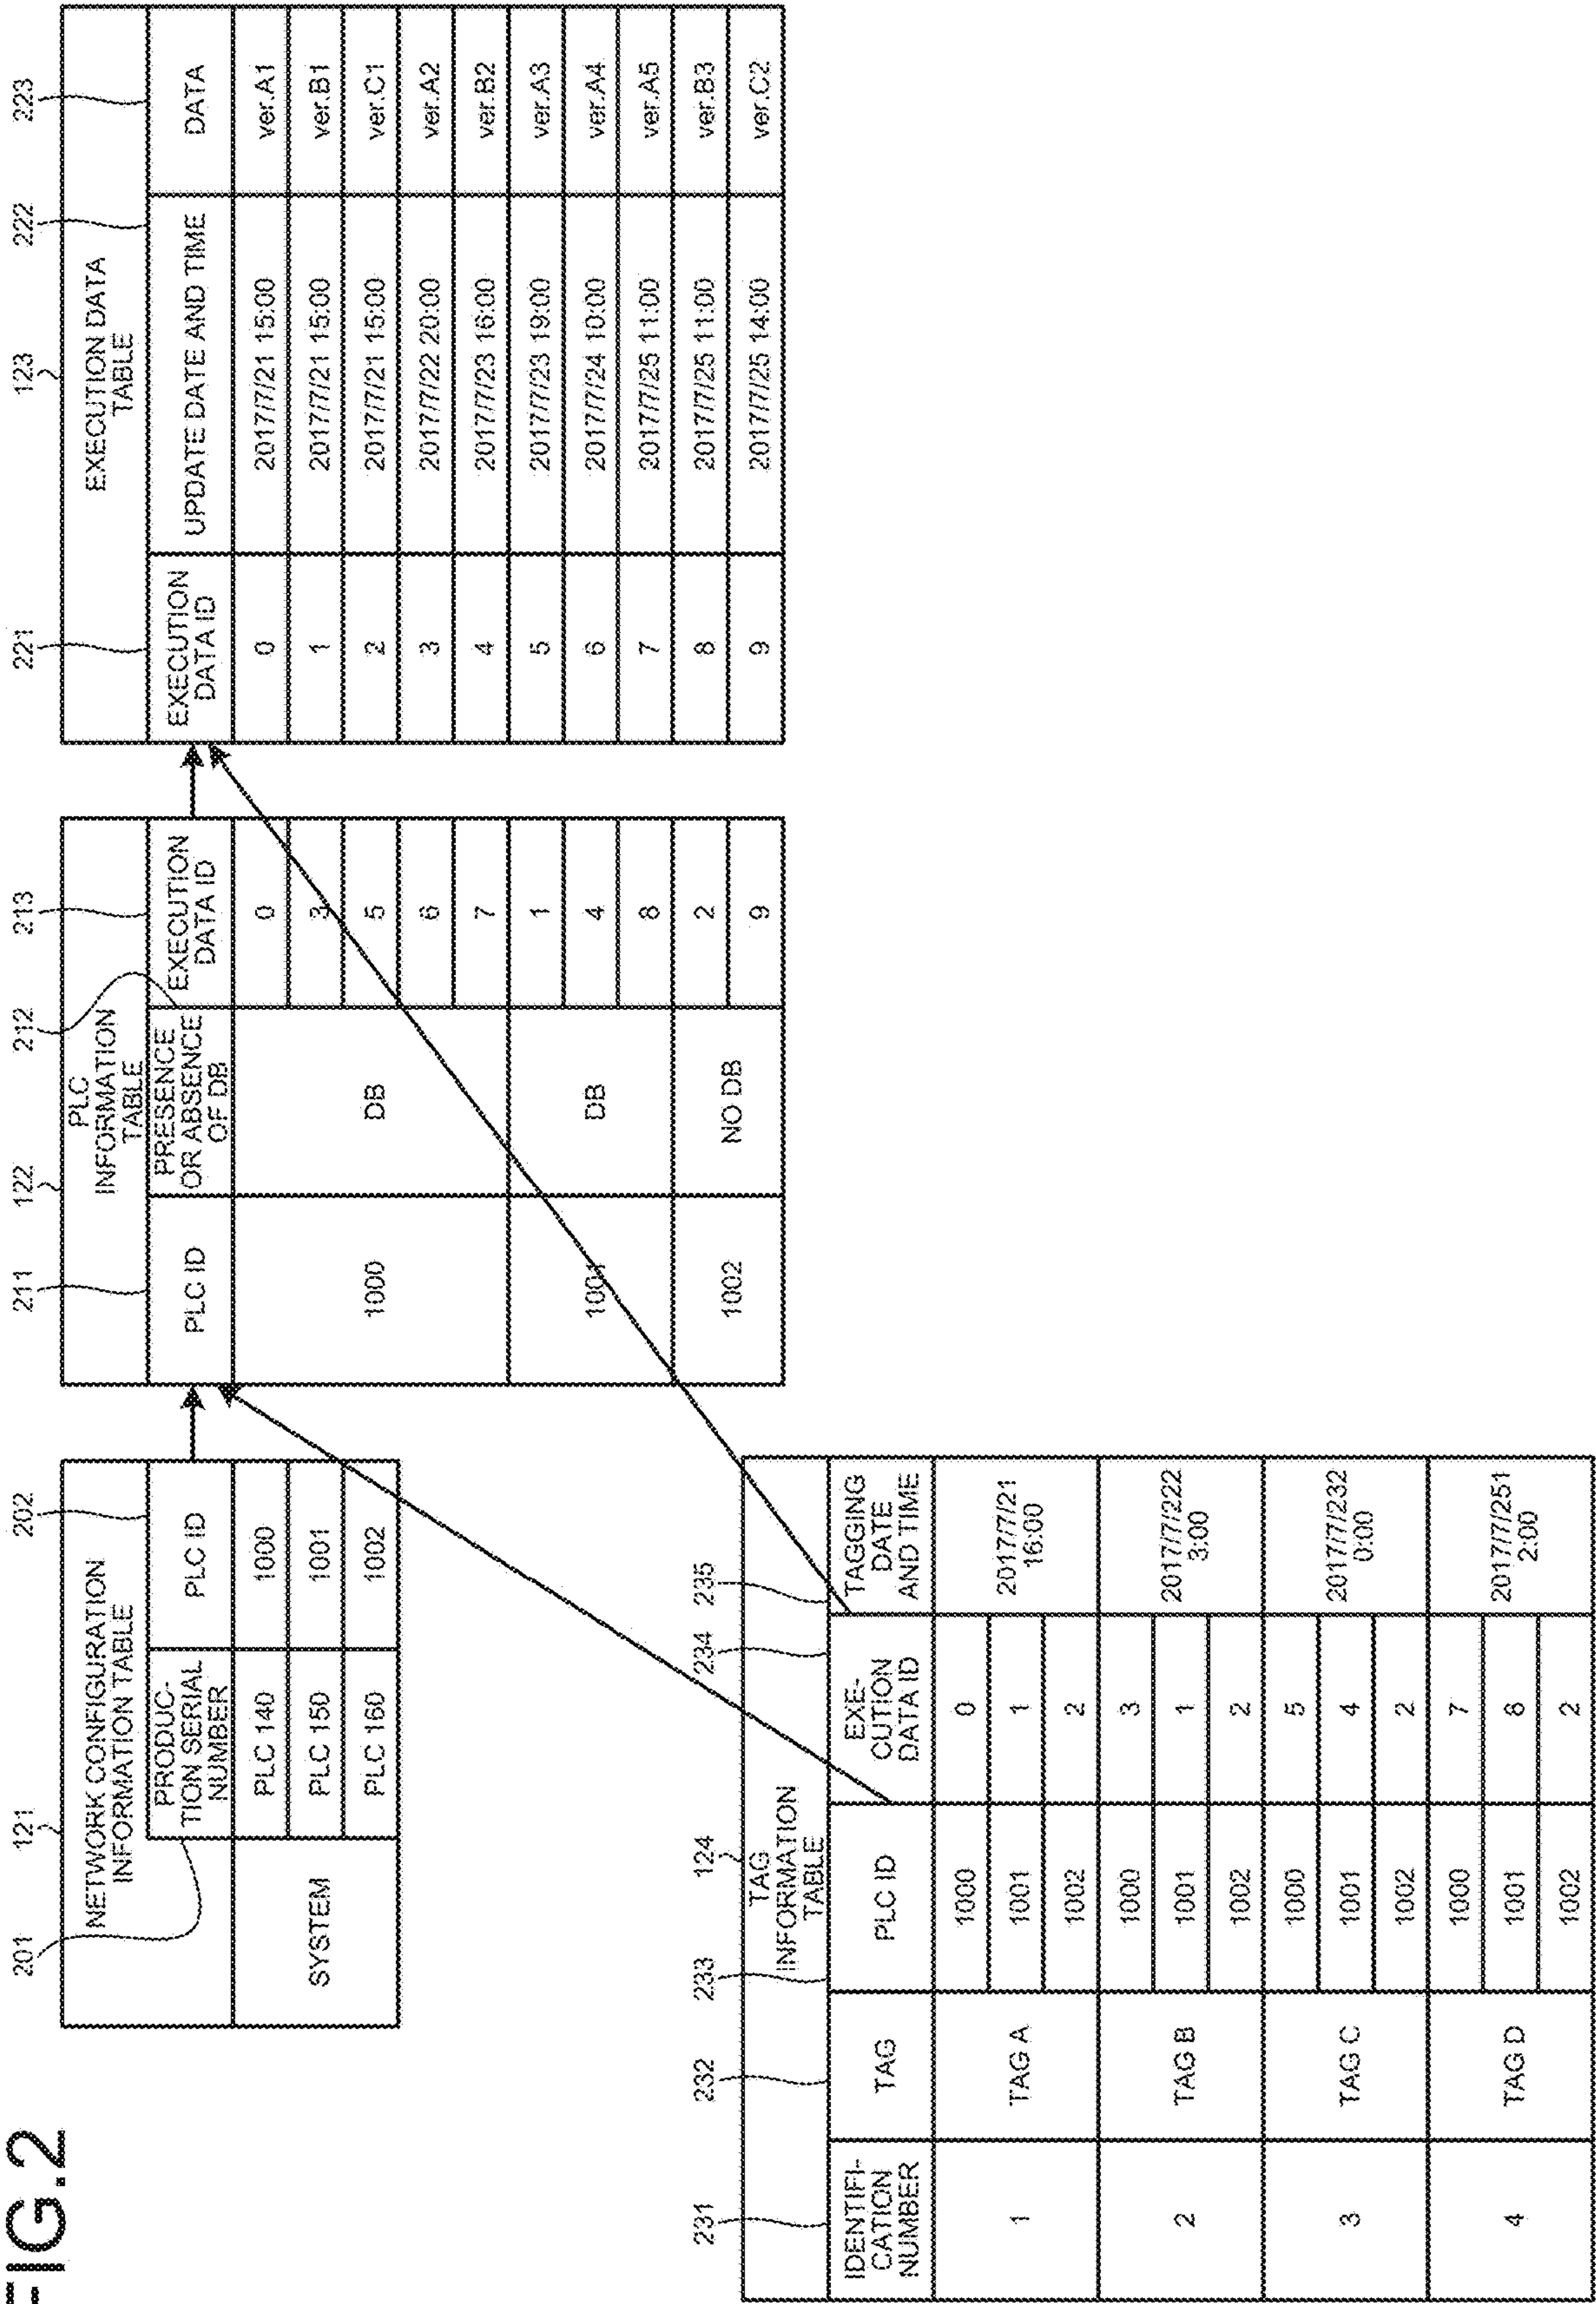 FIG.2
201
121
202
NETWORK CONFIGURATION
INFORMATION TABLE
PRODUC-
TION SERIAL
NUMBER
PLC ID
SYSTEM
PLC 140
1000
PLC 150
1001
PLC 160
1002
211
122
212
213
PLC
INFORMATION
TABLE
PLC ID
PRESENCE
OR ABSENCE
OF DB
EXECUTION
DATA ID
1000
DB
0
3
5
6
7
1001
DB
1
4
8
1002
NO DB
2
9
221
123
222
223
EXECUTION DATA
TABLE
EXECUTION
DATA ID
UPDATE DATE AND TIME
DATA
0
2017/7/21 15:00
ver.A1
1
2017/7/21 15:00
ver.B1
2
2017/7/21 15:00
ver.C1
3
2017/7/22 20:00
ver.A2
4
2017/7/23 16:00
ver.B2
5
2017/7/23 19:00
ver.A3
6
2017/7/24 10:00
ver.A4
7
2017/7/25 11:00
ver.A5
8
2017/7/25 11:00
ver.B3
9
2017/7/25 14:00
ver.C2
231
232
233
124
234
235
TAG
INFORMATION
TABLE
IDENTIFI-
CATION
NUMBER
TAG
PLC ID
EXE-
CUTION
DATA ID
TAGGING
DATE
AND TIME
1
TAG A
1000
0
1001
1
1002
2
2017/7/21
16:00
2
TAG B
1000
3
1001
1
1002
2
2017/7/222
3:00
3
TAG C
1000
5
1001
4
1002
2
2017/7/232
0:00
4
TAG D
1000
7
1001
8
1002
2
2017/7/251
2:00